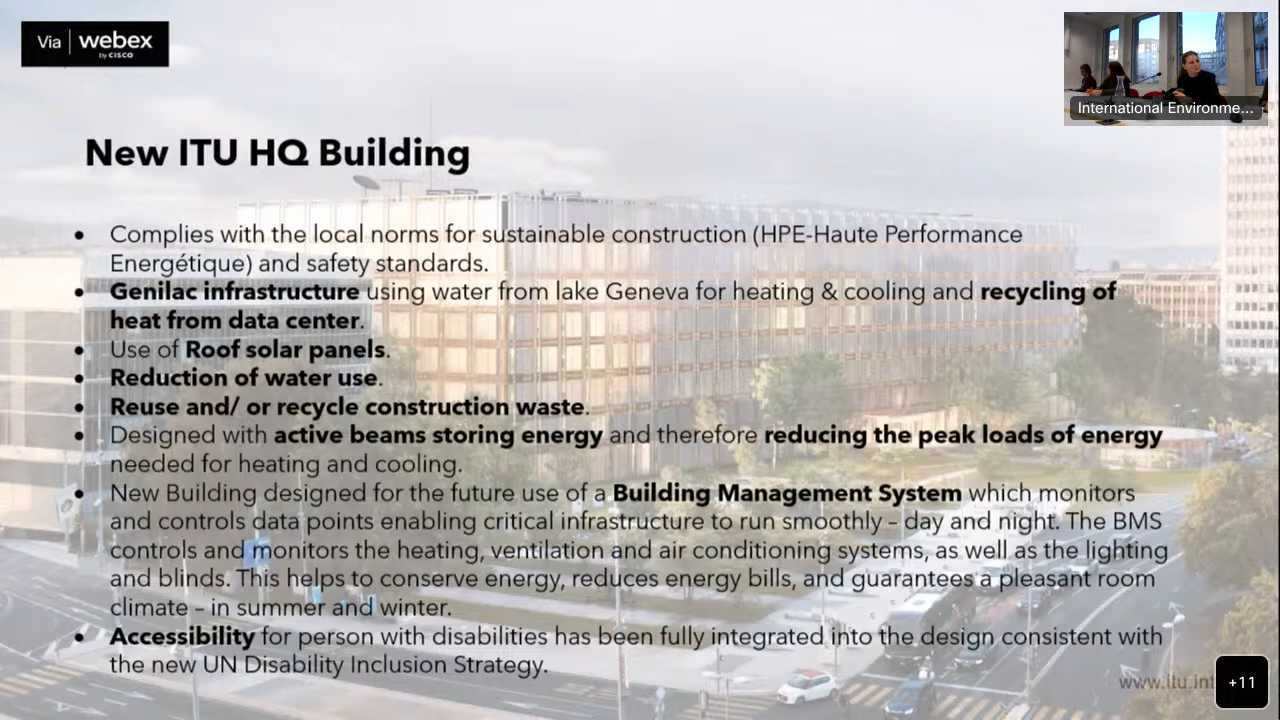 Via webex
by CISCO
International Environme...
New ITU HQ Building
• Complies with the local norms for sustainable construction (HPE-Haute Performance
Energétique) and safety standards.
• Genilac infrastructure using water from lake Geneva for heating & cooling and recycling of
heat from data center.
• Use of Roof solar panels.
• Reduction of water use.
• Reuse and/ or recycle construction waste.
• Designed with active beams storing energy and therefore reducing the peak loads of energy
needed for heating and cooling.
• New Building designed for the future use of a Building Management System which monitors
and controls data points enabling critical infrastructure to run smoothly – day and night. The BMS
controls and monitors the heating, ventilation and air conditioning systems, as well as the lighting
and blinds. This helps to conserve energy, reduces energy bills, and guarantees a pleasant room
climate – in summer and winter.
• Accessibility for person with disabilities has been fully integrated into the design consistent with
the new UN Disability Inclusion Strategy.
www.itu.int
+11